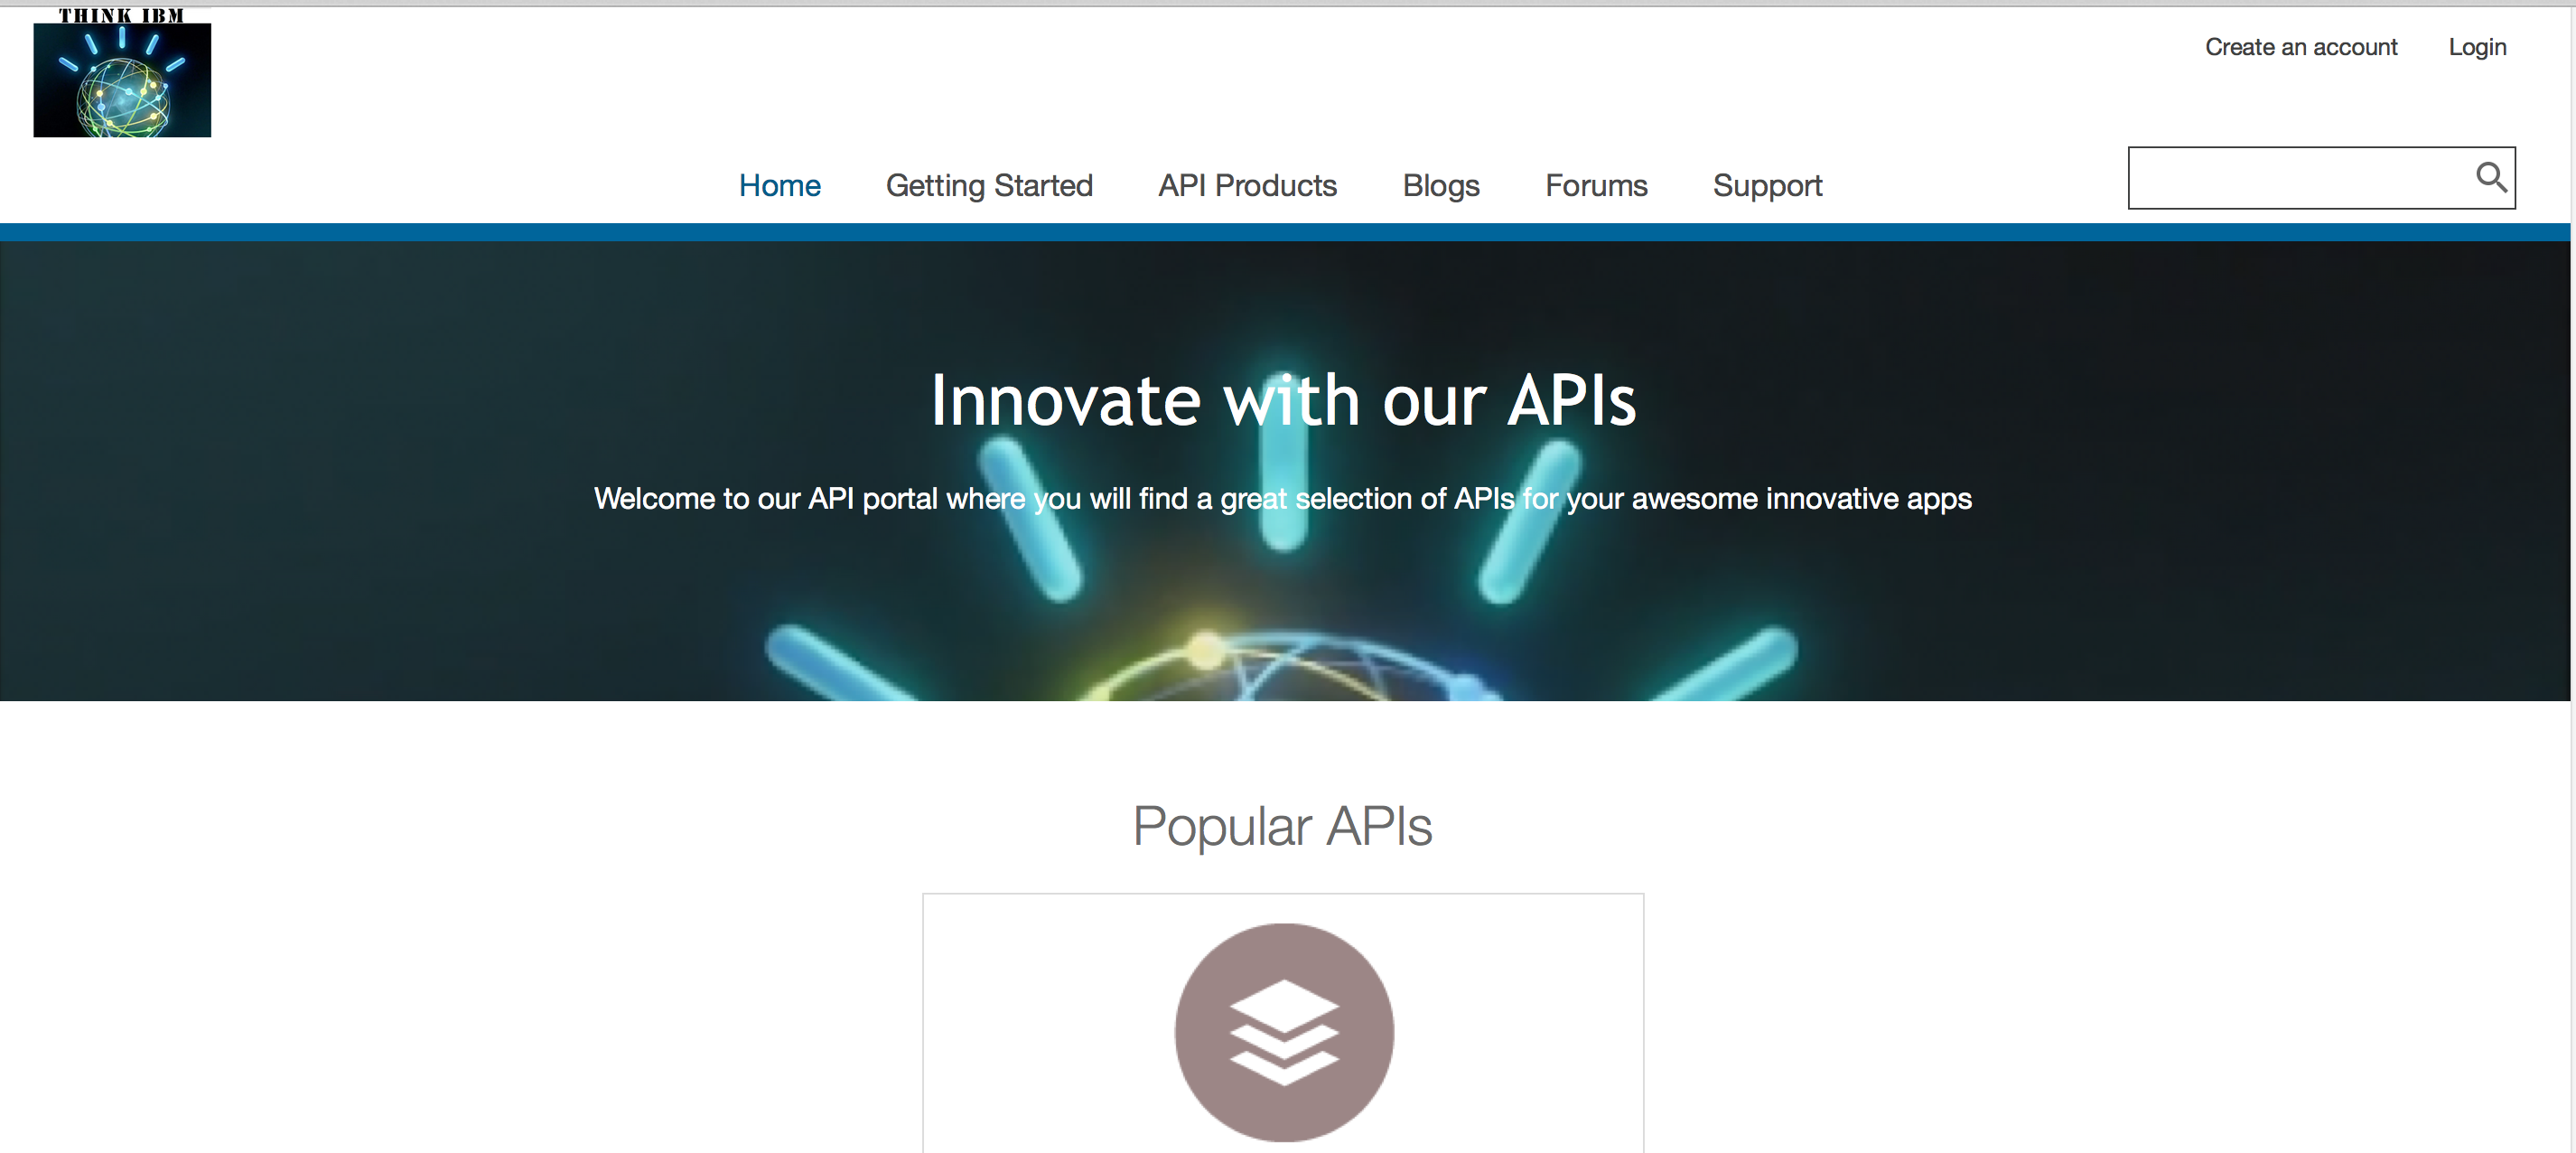 THINK IBM
Create an account Login
Home Getting Started API Products Blogs Forums Support
Innovate with our APIs
Welcome to our API portal where you will find a great selection of APIs for your awesome innovative apps
Popular APIs